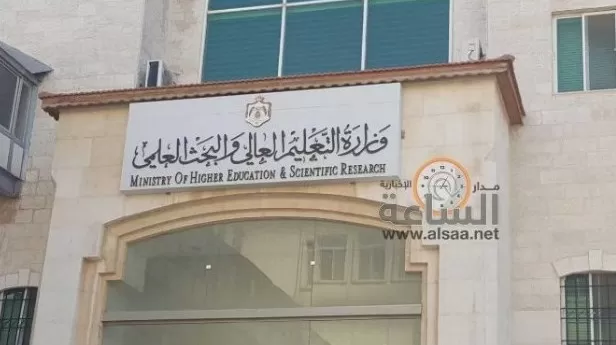 وزارة التعليم العالي والبحث العلمي
MINISTRY OF HIGHER EDUCATION & SCIENTIFIC RESEARCH
مدار
الساعة
الإخبارية
www.alsaa.net